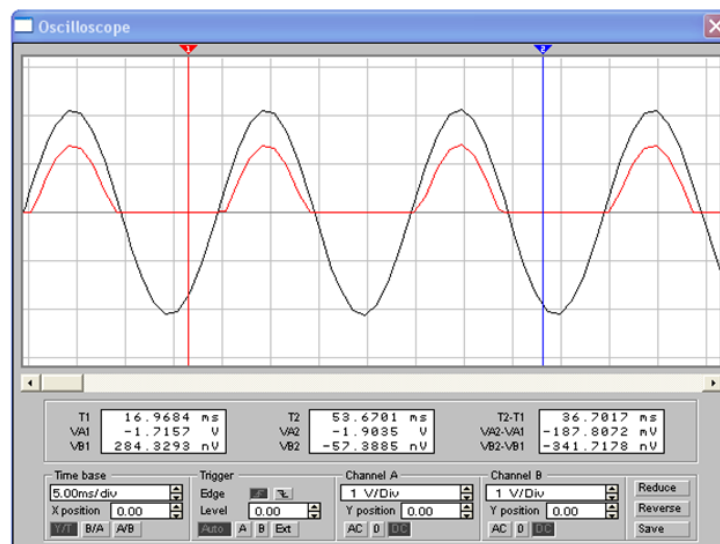 Oscilloscope
1 2
T1 16.9684 ms T2 53.6701 ms T2-T1 36.7017 ms
VA1 -1.7157 V VA2 -1.9035 V VA2-VA1 -187.8072 mV
VB1 284.3293 nV VB2 -57.3885 nV VB2-VB1 -341.7178 nV
Time base Trigger Channel A Channel B
5.00ms/div Edge 1 V/Div 1 V/Div Reduce
X position 0.00 Level 0.00 Y position 0.00 Y position 0.00 Reverse
Y/T B/A A/B Auto A B Ext AC 0 DC AC 0 DC Save